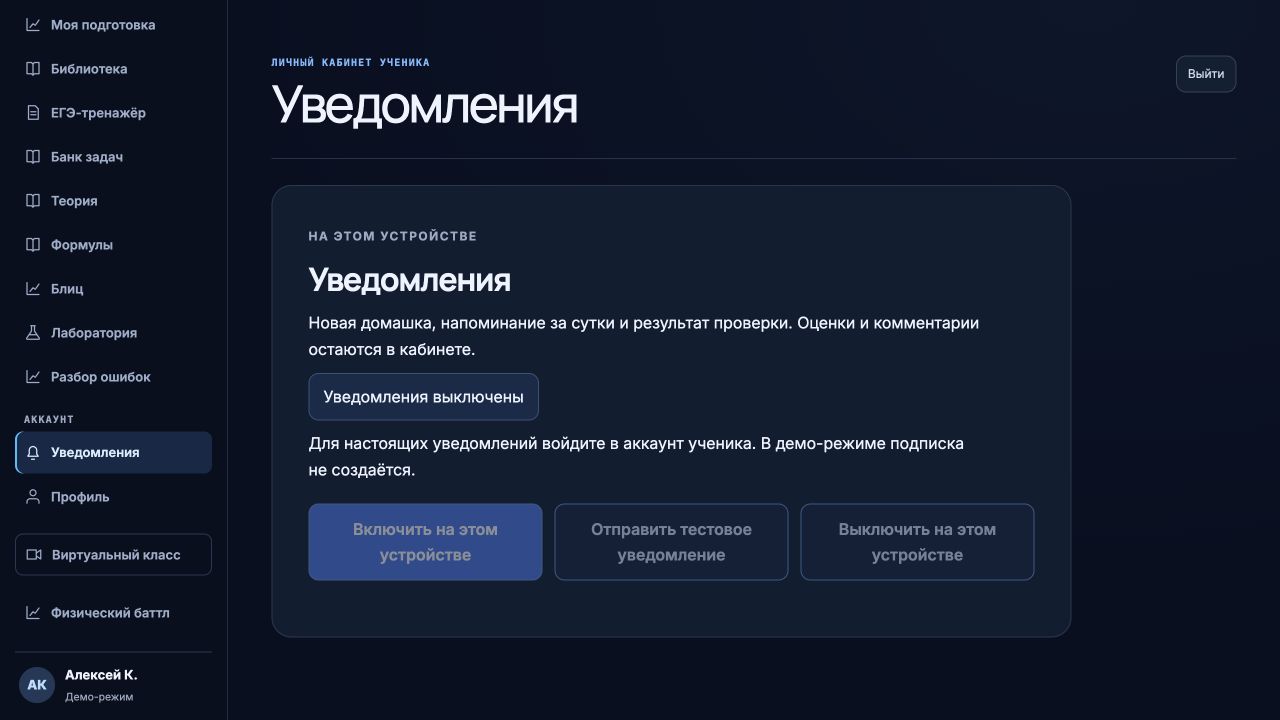 Моя подготовка
Библиотека
ЕГЭ-тренажёр
Банк задач
Теория
Формулы
Блиц
Лаборатория
Разбор ошибок
АККАУНТ
Уведомления
Профиль
Виртуальный класс
Физический баттл
АК
Алексей К.
Демо-режим
ЛИЧНЫЙ КАБИНЕТ УЧЕНИКА
Уведомления
Выйти
НА ЭТОМ УСТРОЙСТВЕ
Уведомления
Новая домашка, напоминание за сутки и результат проверки. Оценки и комментарии
остаются в кабинете.
Уведомления выключены
Для настоящих уведомлений войдите в аккаунт ученика. В демо-режиме подписка
не создаётся.
Включить на этом
устройстве
Отправить тестовое
уведомление
Выключить на этом
устройстве